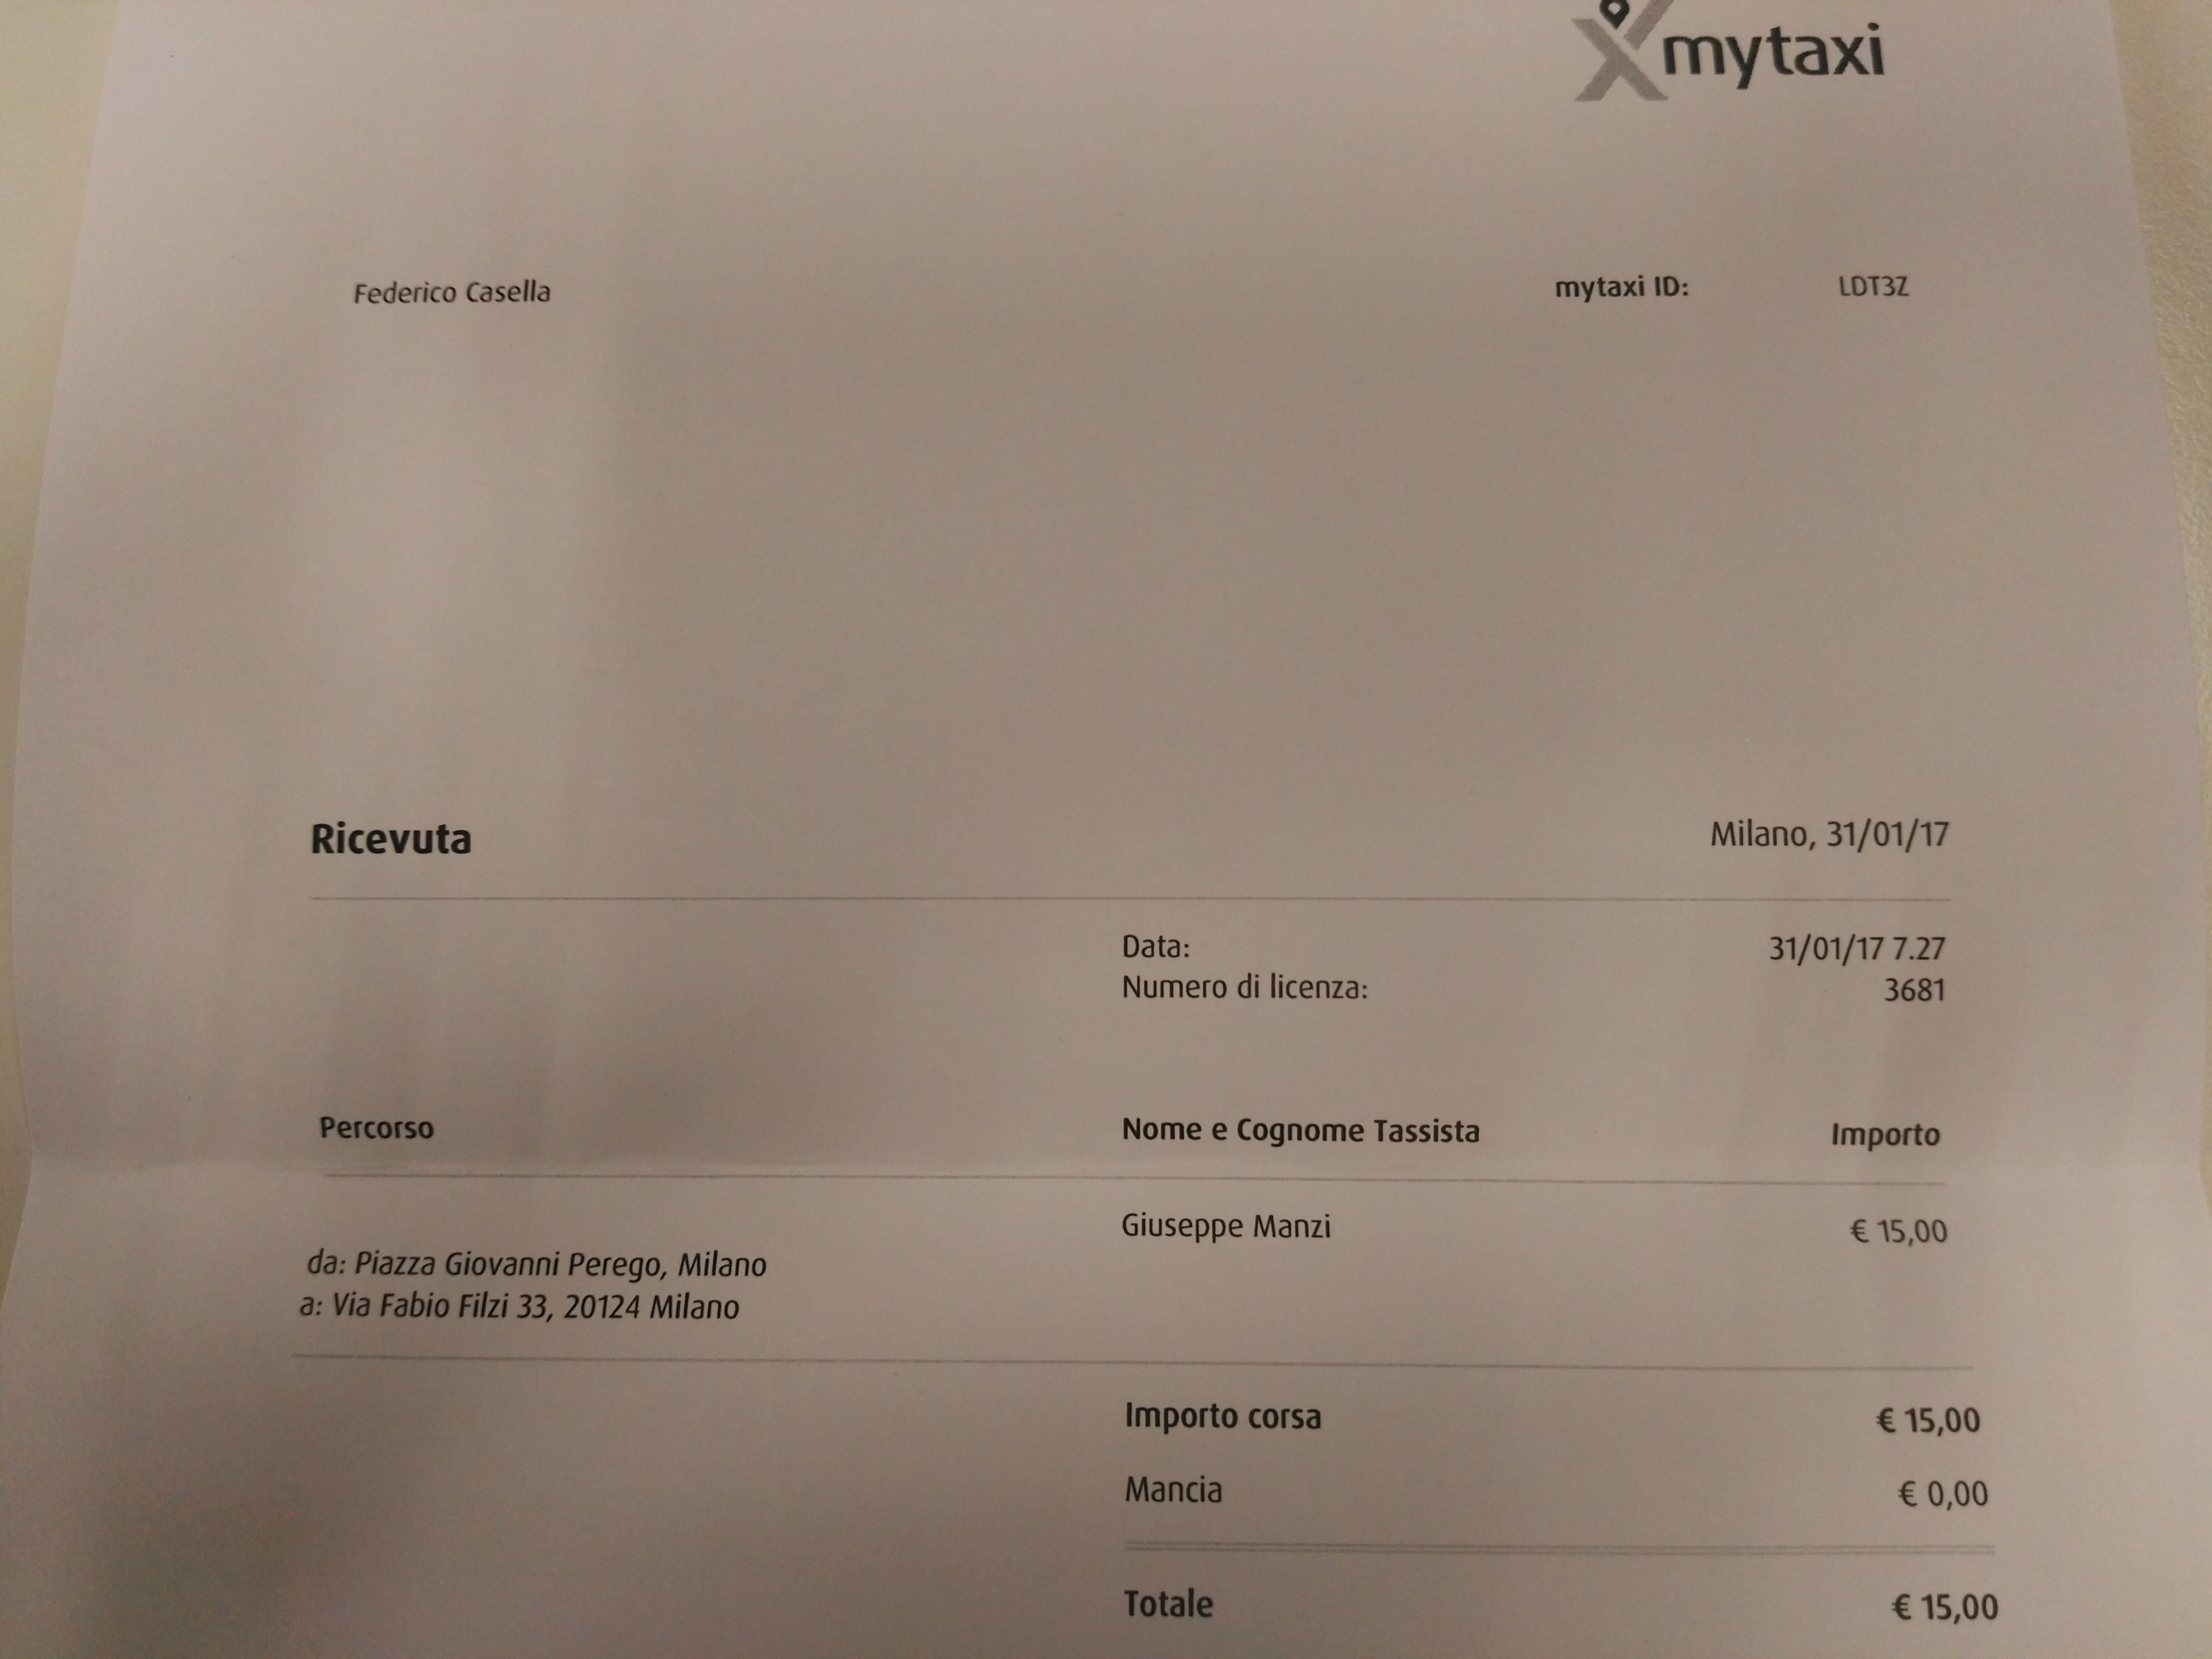 mytaxi
Federico Casella
mytaxi ID: LDT3Z
Ricevuta
Milano, 31/01/17
Data: 31/01/17 7.27
Numero di licenza: 3681
Percorso Nome e Cognome Tassista Importo
Giuseppe Manzi € 15,00
da: Piazza Giovanni Perego, Milano
a: Via Fabio Filzi 33, 20124 Milano
Importo corsa € 15,00
Mancia € 0,00
Totale € 15,00